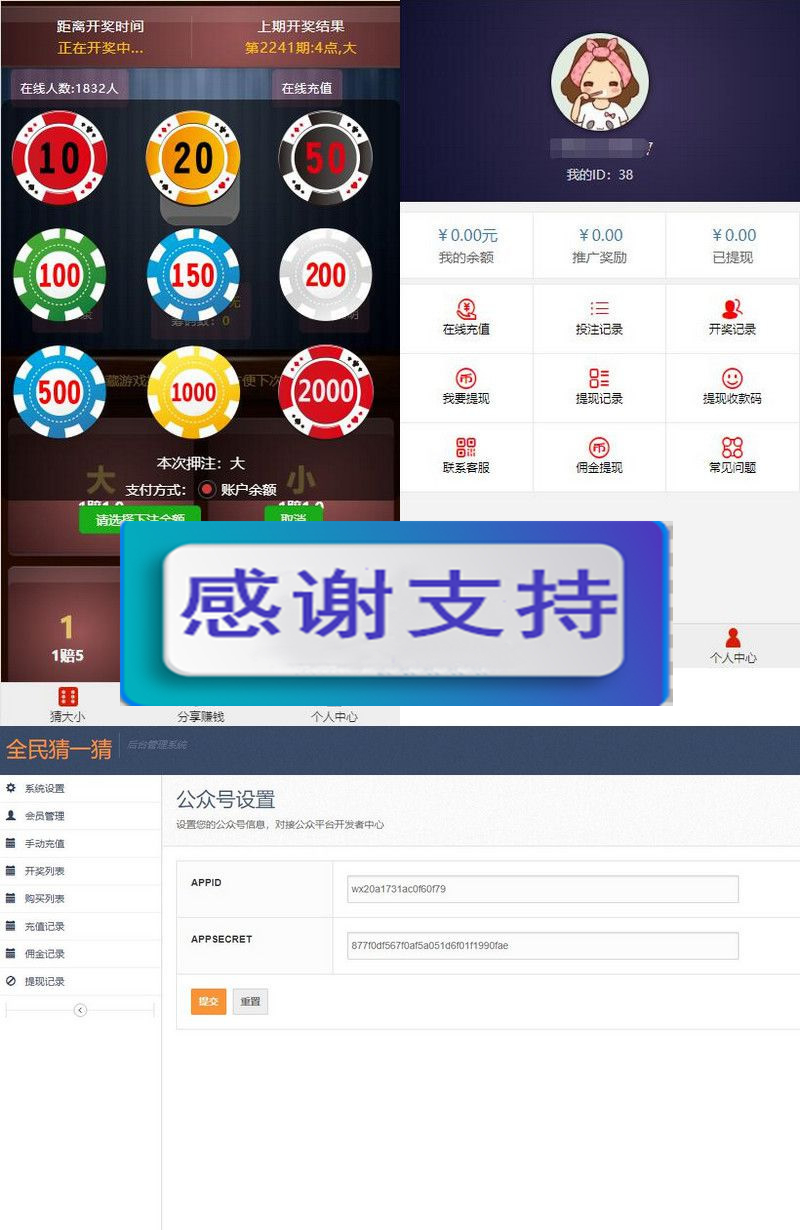 距离开奖时间
正在开奖中...
上期开奖结果
第2241期:4点,大
在线人数:1832人
在线充值
10
20
50
100
150
200
500
1000
2000
本次押注: 大
支付方式: 账户余额
大
小
请选择下注金额
取消
1
1赔5
猜大小
分享赚钱
个人中心
我的ID: 38
￥0.00元
我的余额
￥0.00
推广奖励
￥0.00
已提现
在线充值
投注记录
开奖记录
我要提现
提现记录
提现收款码
联系客服
佣金提现
常见问题
个人中心
感谢支持
全民猜一猜
后台管理系统
系统设置
会员管理
手动充值
开奖列表
购买列表
充值记录
佣金记录
提现记录
公众号设置
设置您的公众号信息，对接公众平台开发者中心
APPID
wx20a1731ac0f60f79
APPSECRET
877f0df567f0af5a051d6f01f1990fae
提交
重置